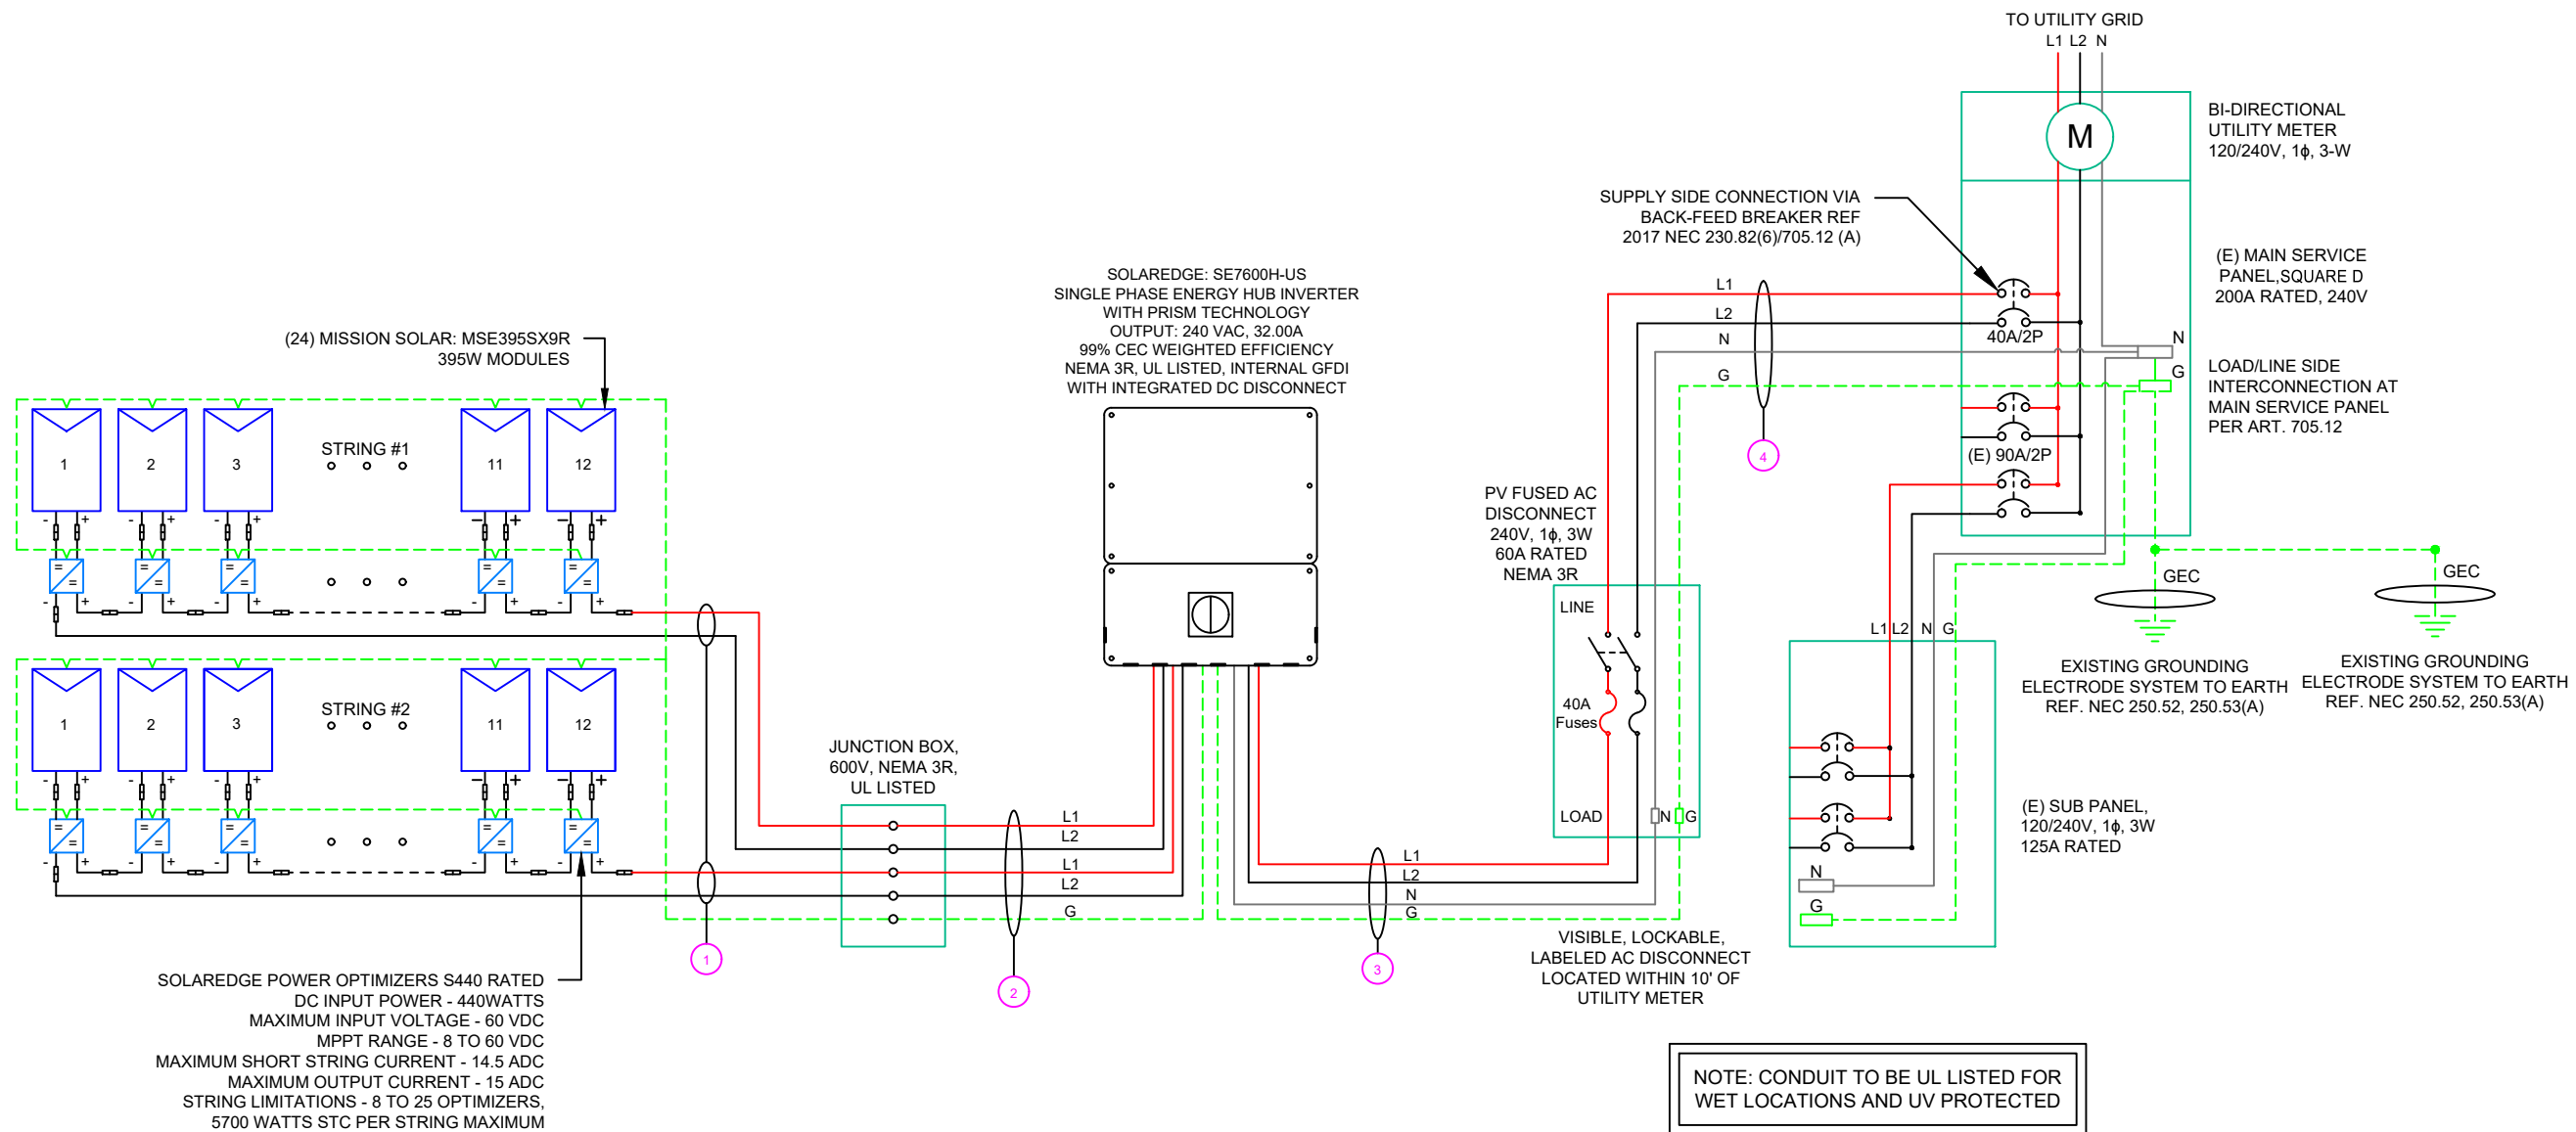 TO UTILITY GRID
L1 L2 N
M
BI-DIRECTIONAL
UTILITY METER
120/240V, 1ϕ, 3-W
SUPPLY SIDE CONNECTION VIA
BACK-FEED BREAKER REF
2017 NEC 230.82(6)/705.12 (A)
(E) MAIN SERVICE
PANEL,SQUARE D
200A RATED, 240V
40A/2P
N
G
LOAD/LINE SIDE
INTERCONNECTION AT
MAIN SERVICE PANEL
PER ART. 705.12
(E) 90A/2P
L1
L2
N
G
4
SOLAREDGE: SE7600H-US
SINGLE PHASE ENERGY HUB INVERTER
WITH PRISM TECHNOLOGY
OUTPUT: 240 VAC, 32.00A
99% CEC WEIGHTED EFFICIENCY
NEMA 3R, UL LISTED, INTERNAL GFDI
WITH INTEGRATED DC DISCONNECT
(24) MISSION SOLAR: MSE395SX9R
395W MODULES
1 2 3 STRING #1 11 12
- + - + - + - + - +
= = = = = = = = = =
- + - + - + - + - +
1 2 3 STRING #2 11 12
- + - + - + - + - +
= = = = = = = = = =
- + - + - + - + - +
JUNCTION BOX,
600V, NEMA 3R,
UL LISTED
L1
L2
L1
L2
G
1
2
SOLAREDGE POWER OPTIMIZERS S440 RATED
DC INPUT POWER - 440WATTS
MAXIMUM INPUT VOLTAGE - 60 VDC
MPPT RANGE - 8 TO 60 VDC
MAXIMUM SHORT STRING CURRENT - 14.5 ADC
MAXIMUM OUTPUT CURRENT - 15 ADC
STRING LIMITATIONS - 8 TO 25 OPTIMIZERS,
5700 WATTS STC PER STRING MAXIMUM
PV FUSED AC
DISCONNECT
240V, 1ϕ, 3W
60A RATED
NEMA 3R
LINE
40A
Fuses
LOAD
N G
L1
L2
N
G
3
VISIBLE, LOCKABLE,
LABELED AC DISCONNECT
LOCATED WITHIN 10' OF
UTILITY METER
GEC
GEC
EXISTING GROUNDING
ELECTRODE SYSTEM TO EARTH
REF. NEC 250.52, 250.53(A)
EXISTING GROUNDING
ELECTRODE SYSTEM TO EARTH
REF. NEC 250.52, 250.53(A)
L1 L2 N G
(E) SUB PANEL,
120/240V, 1ϕ, 3W
125A RATED
N
G
NOTE: CONDUIT TO BE UL LISTED FOR
WET LOCATIONS AND UV PROTECTED